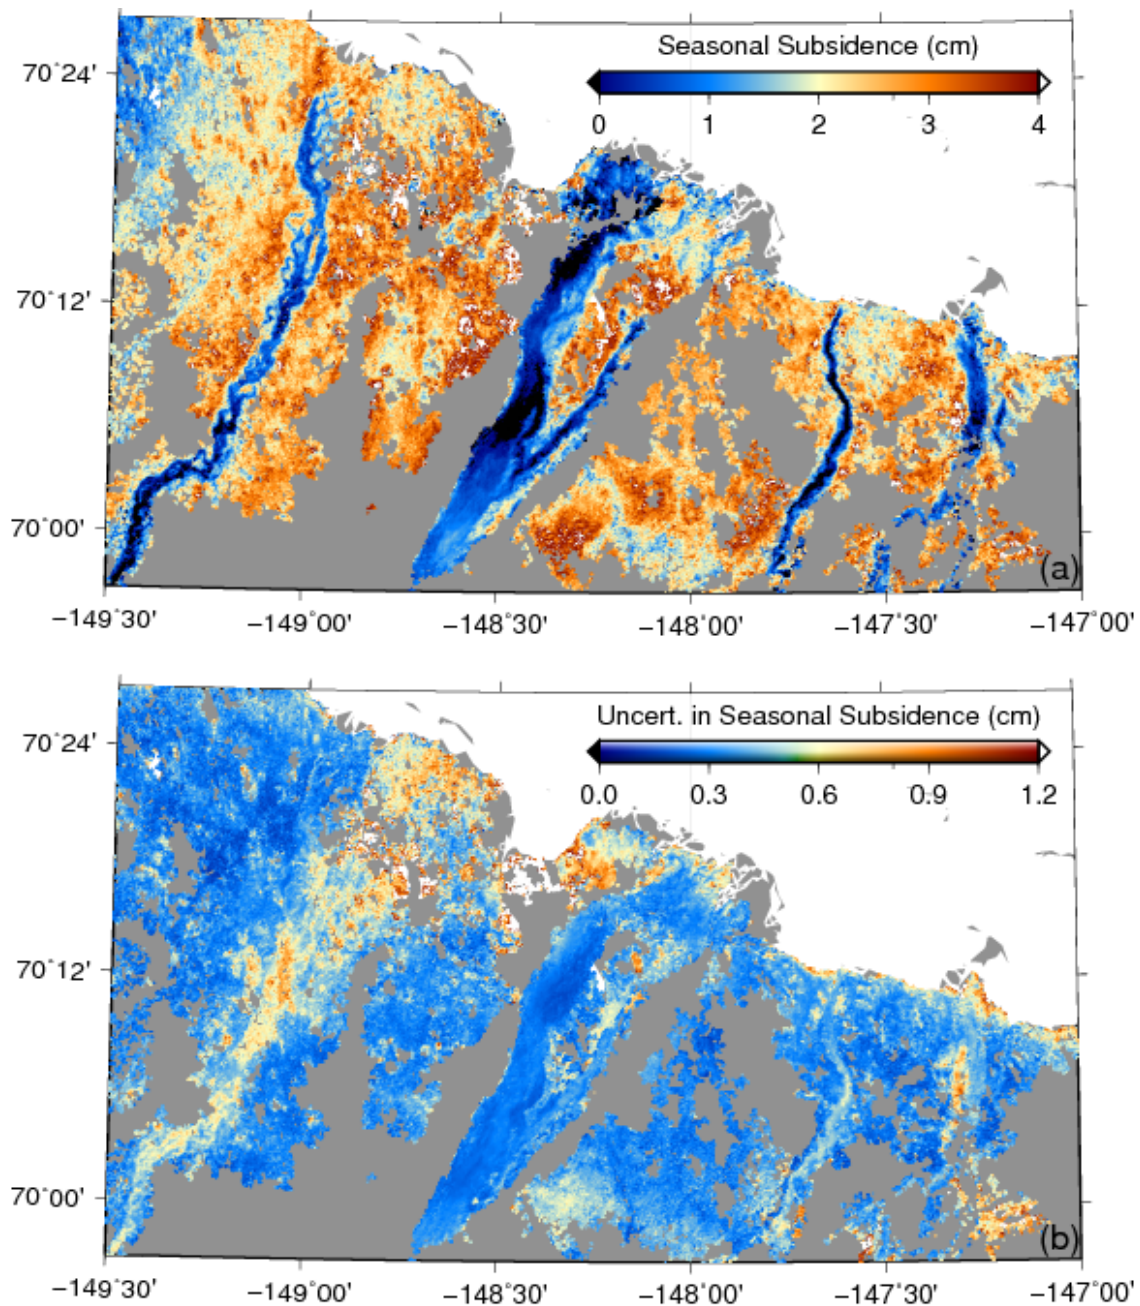 Seasonal Subsidence (cm)
0 1 2 3 4
70°24'
70°12'
70°00'
(a)
−149°30' −149°00' −148°30' −148°00' −147°30' −147°00'
Uncert. in Seasonal Subsidence (cm)
0.0 0.3 0.6 0.9 1.2
70°24'
70°12'
70°00'
(b)
−149°30' −149°00' −148°30' −148°00' −147°30' −147°00'